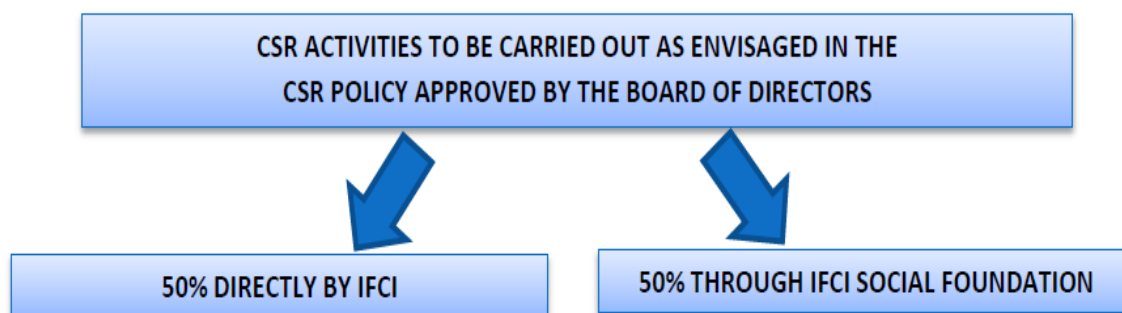 CSR ACTIVITIES TO BE CARRIED OUT AS ENVISAGED IN THE
CSR POLICY APPROVED BY THE BOARD OF DIRECTORS
50% DIRECTLY BY IFCI
50% THROUGH IFCI SOCIAL FOUNDATION